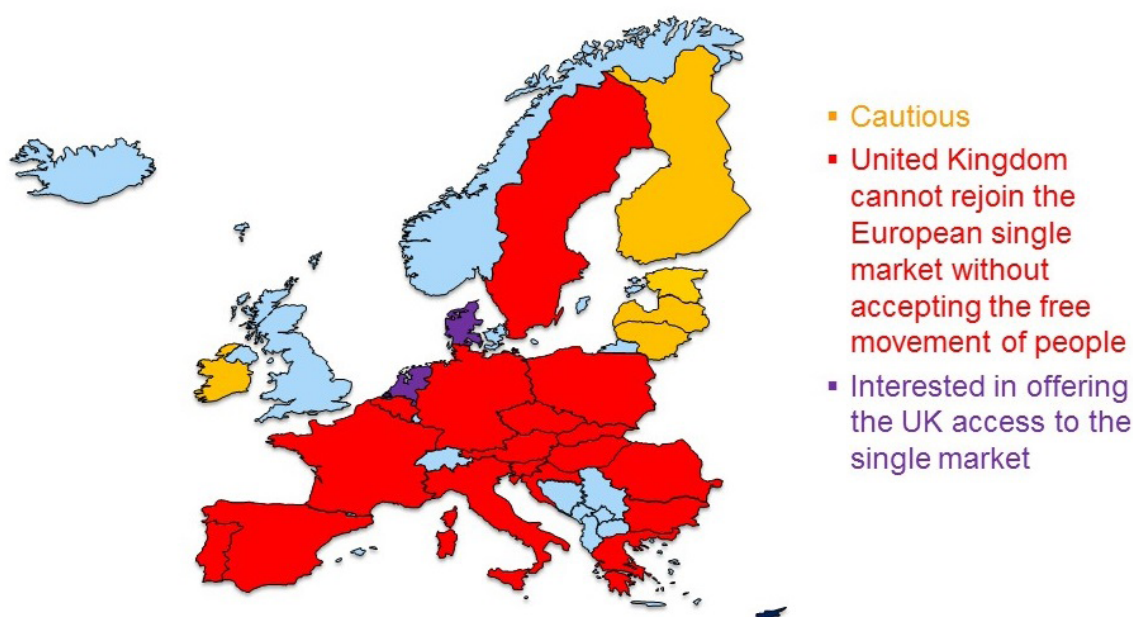 ▪ Cautious
▪ United Kingdom
cannot rejoin the
European single
market without
accepting the free
movement of people
▪ Interested in offering
the UK access to the
single market